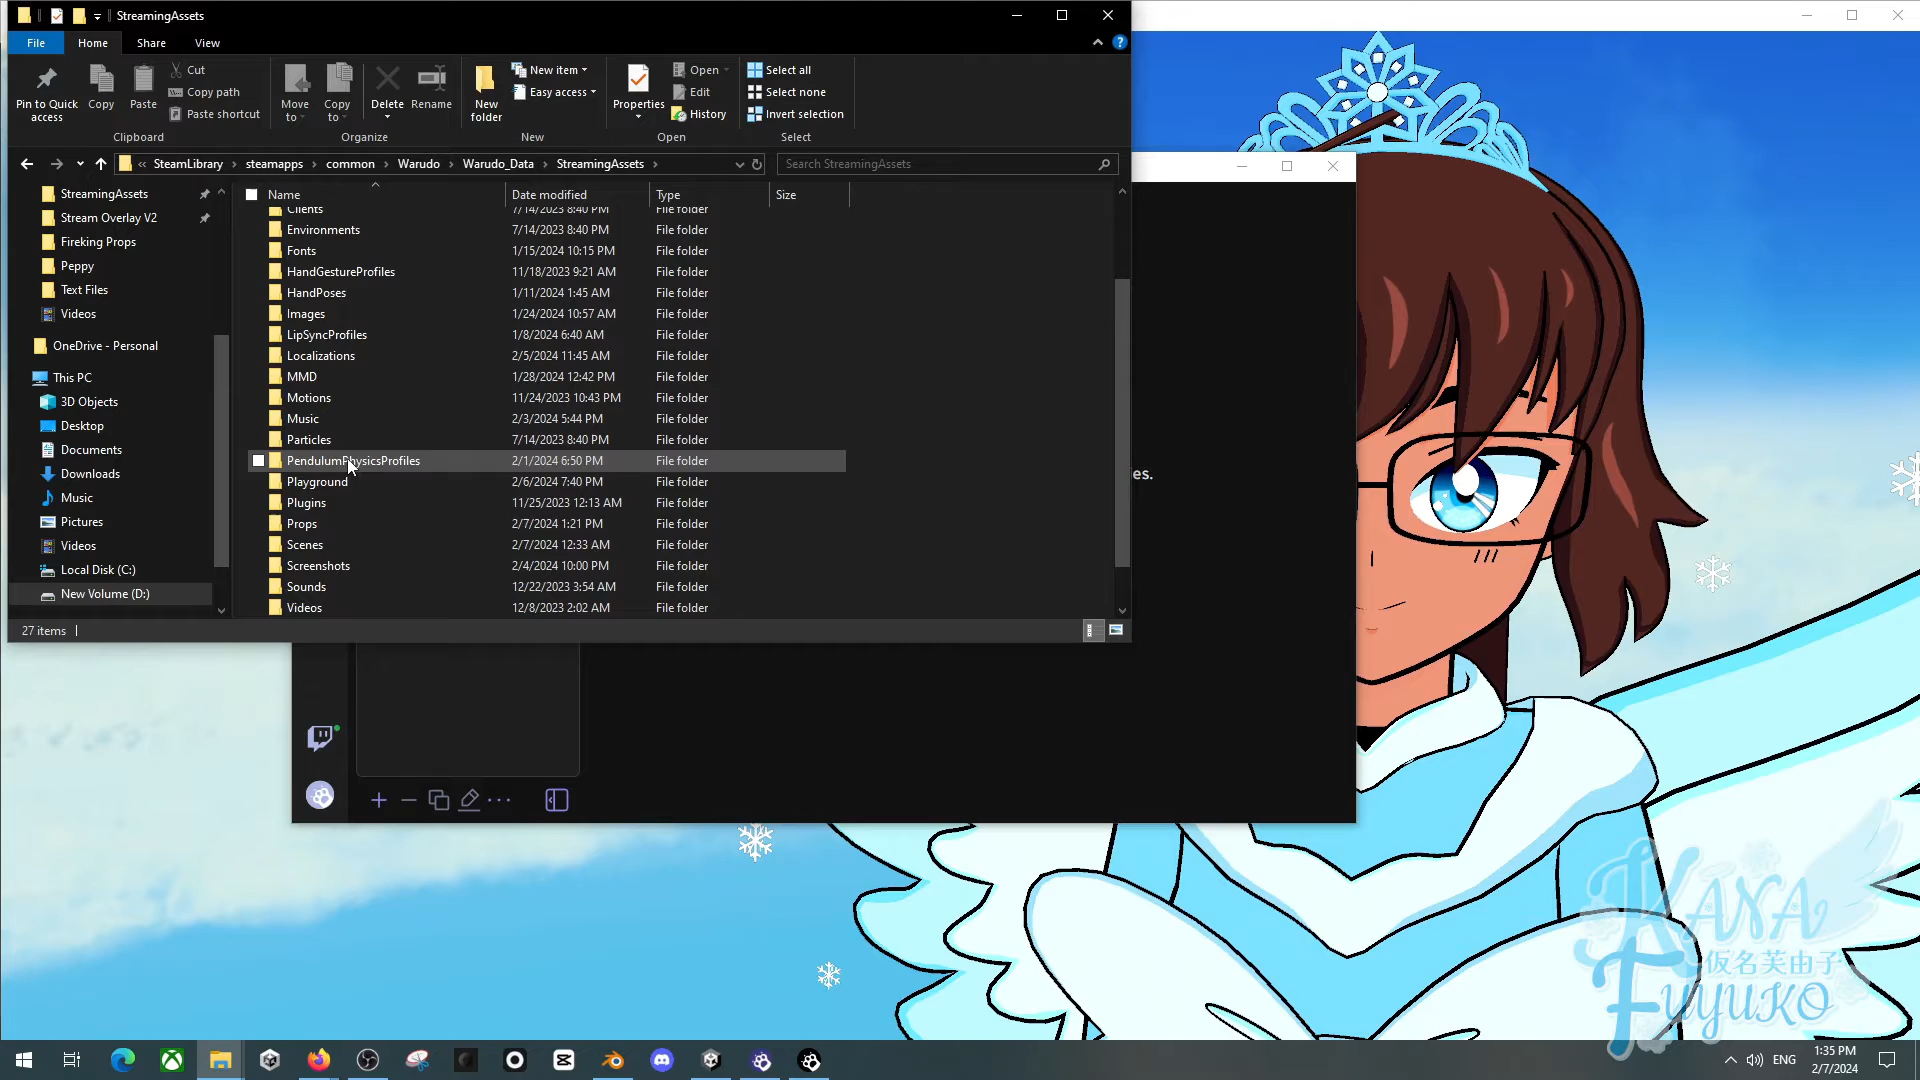 StreamingAssets
File Home Share View
Pin to Quick access
Copy
Paste
Cut
Copy path
Paste shortcut
Clipboard
Move to
Copy to
Delete
Rename
Organize
New folder
New item
Easy access
New
Properties
Open
Edit
History
Open
Select all
Select none
Invert selection
Select
« SteamLibrary › steamapps › common › Warudo › Warudo_Data › StreamingAssets ›
Search StreamingAssets
StreamingAssets
Stream Overlay V2
Fireking Props
Peppy
Text Files
Videos
OneDrive - Personal
This PC
3D Objects
Desktop
Documents
Downloads
Music
Pictures
Videos
Local Disk (C:)
New Volume (D:)
Name Date modified Type Size
Clients 7/14/2023 8:40 PM File folder
Environments 7/14/2023 8:40 PM File folder
Fonts 1/15/2024 10:15 PM File folder
HandGestureProfiles 11/18/2023 9:21 AM File folder
HandPoses 1/11/2024 1:45 AM File folder
Images 1/24/2024 10:57 AM File folder
LipSyncProfiles 1/8/2024 6:40 AM File folder
Localizations 2/5/2024 11:45 AM File folder
MMD 1/28/2024 12:42 PM File folder
Motions 11/24/2023 10:43 PM File folder
Music 2/3/2024 5:44 PM File folder
Particles 7/14/2023 8:40 PM File folder
PendulumPhysicsProfiles 2/1/2024 6:50 PM File folder
Playground 2/6/2024 7:40 PM File folder
Plugins 11/25/2023 12:13 AM File folder
Props 2/7/2024 1:21 PM File folder
Scenes 2/7/2024 12:33 AM File folder
Screenshots 2/4/2024 10:00 PM File folder
Sounds 12/22/2023 3:54 AM File folder
Videos 12/8/2023 2:02 AM File folder
27 items
es.
KANA
仮名芙由子
FUYUKO
ENG
1:35 PM
2/7/2024